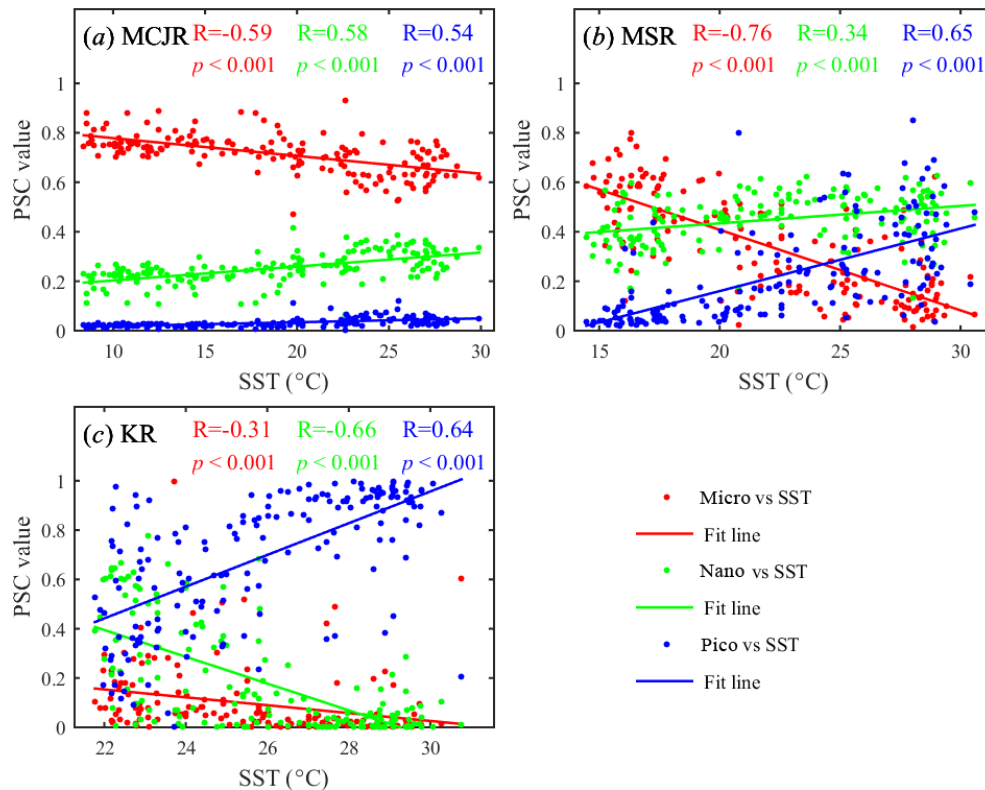 (a) MCJR R=-0.59 R=0.58 R=0.54
p < 0.001 p < 0.001 p < 0.001
1
0.8
0.6
0.4
0.2
0
PSC value
10 15 20 25 30
SST (°C)
(b) MSR R=-0.76 R=0.34 R=0.65
p < 0.001 p < 0.001 p < 0.001
1
0.8
0.6
0.4
0.2
0
PSC value
15 20 25 30
SST (°C)
(c) KR R=-0.31 R=-0.66 R=0.64
p < 0.001 p < 0.001 p < 0.001
1
0.8
0.6
0.4
0.2
0
PSC value
22 24 26 28 30
SST (°C)
Micro vs SST
Fit line
Nano vs SST
Fit line
Pico vs SST
Fit line